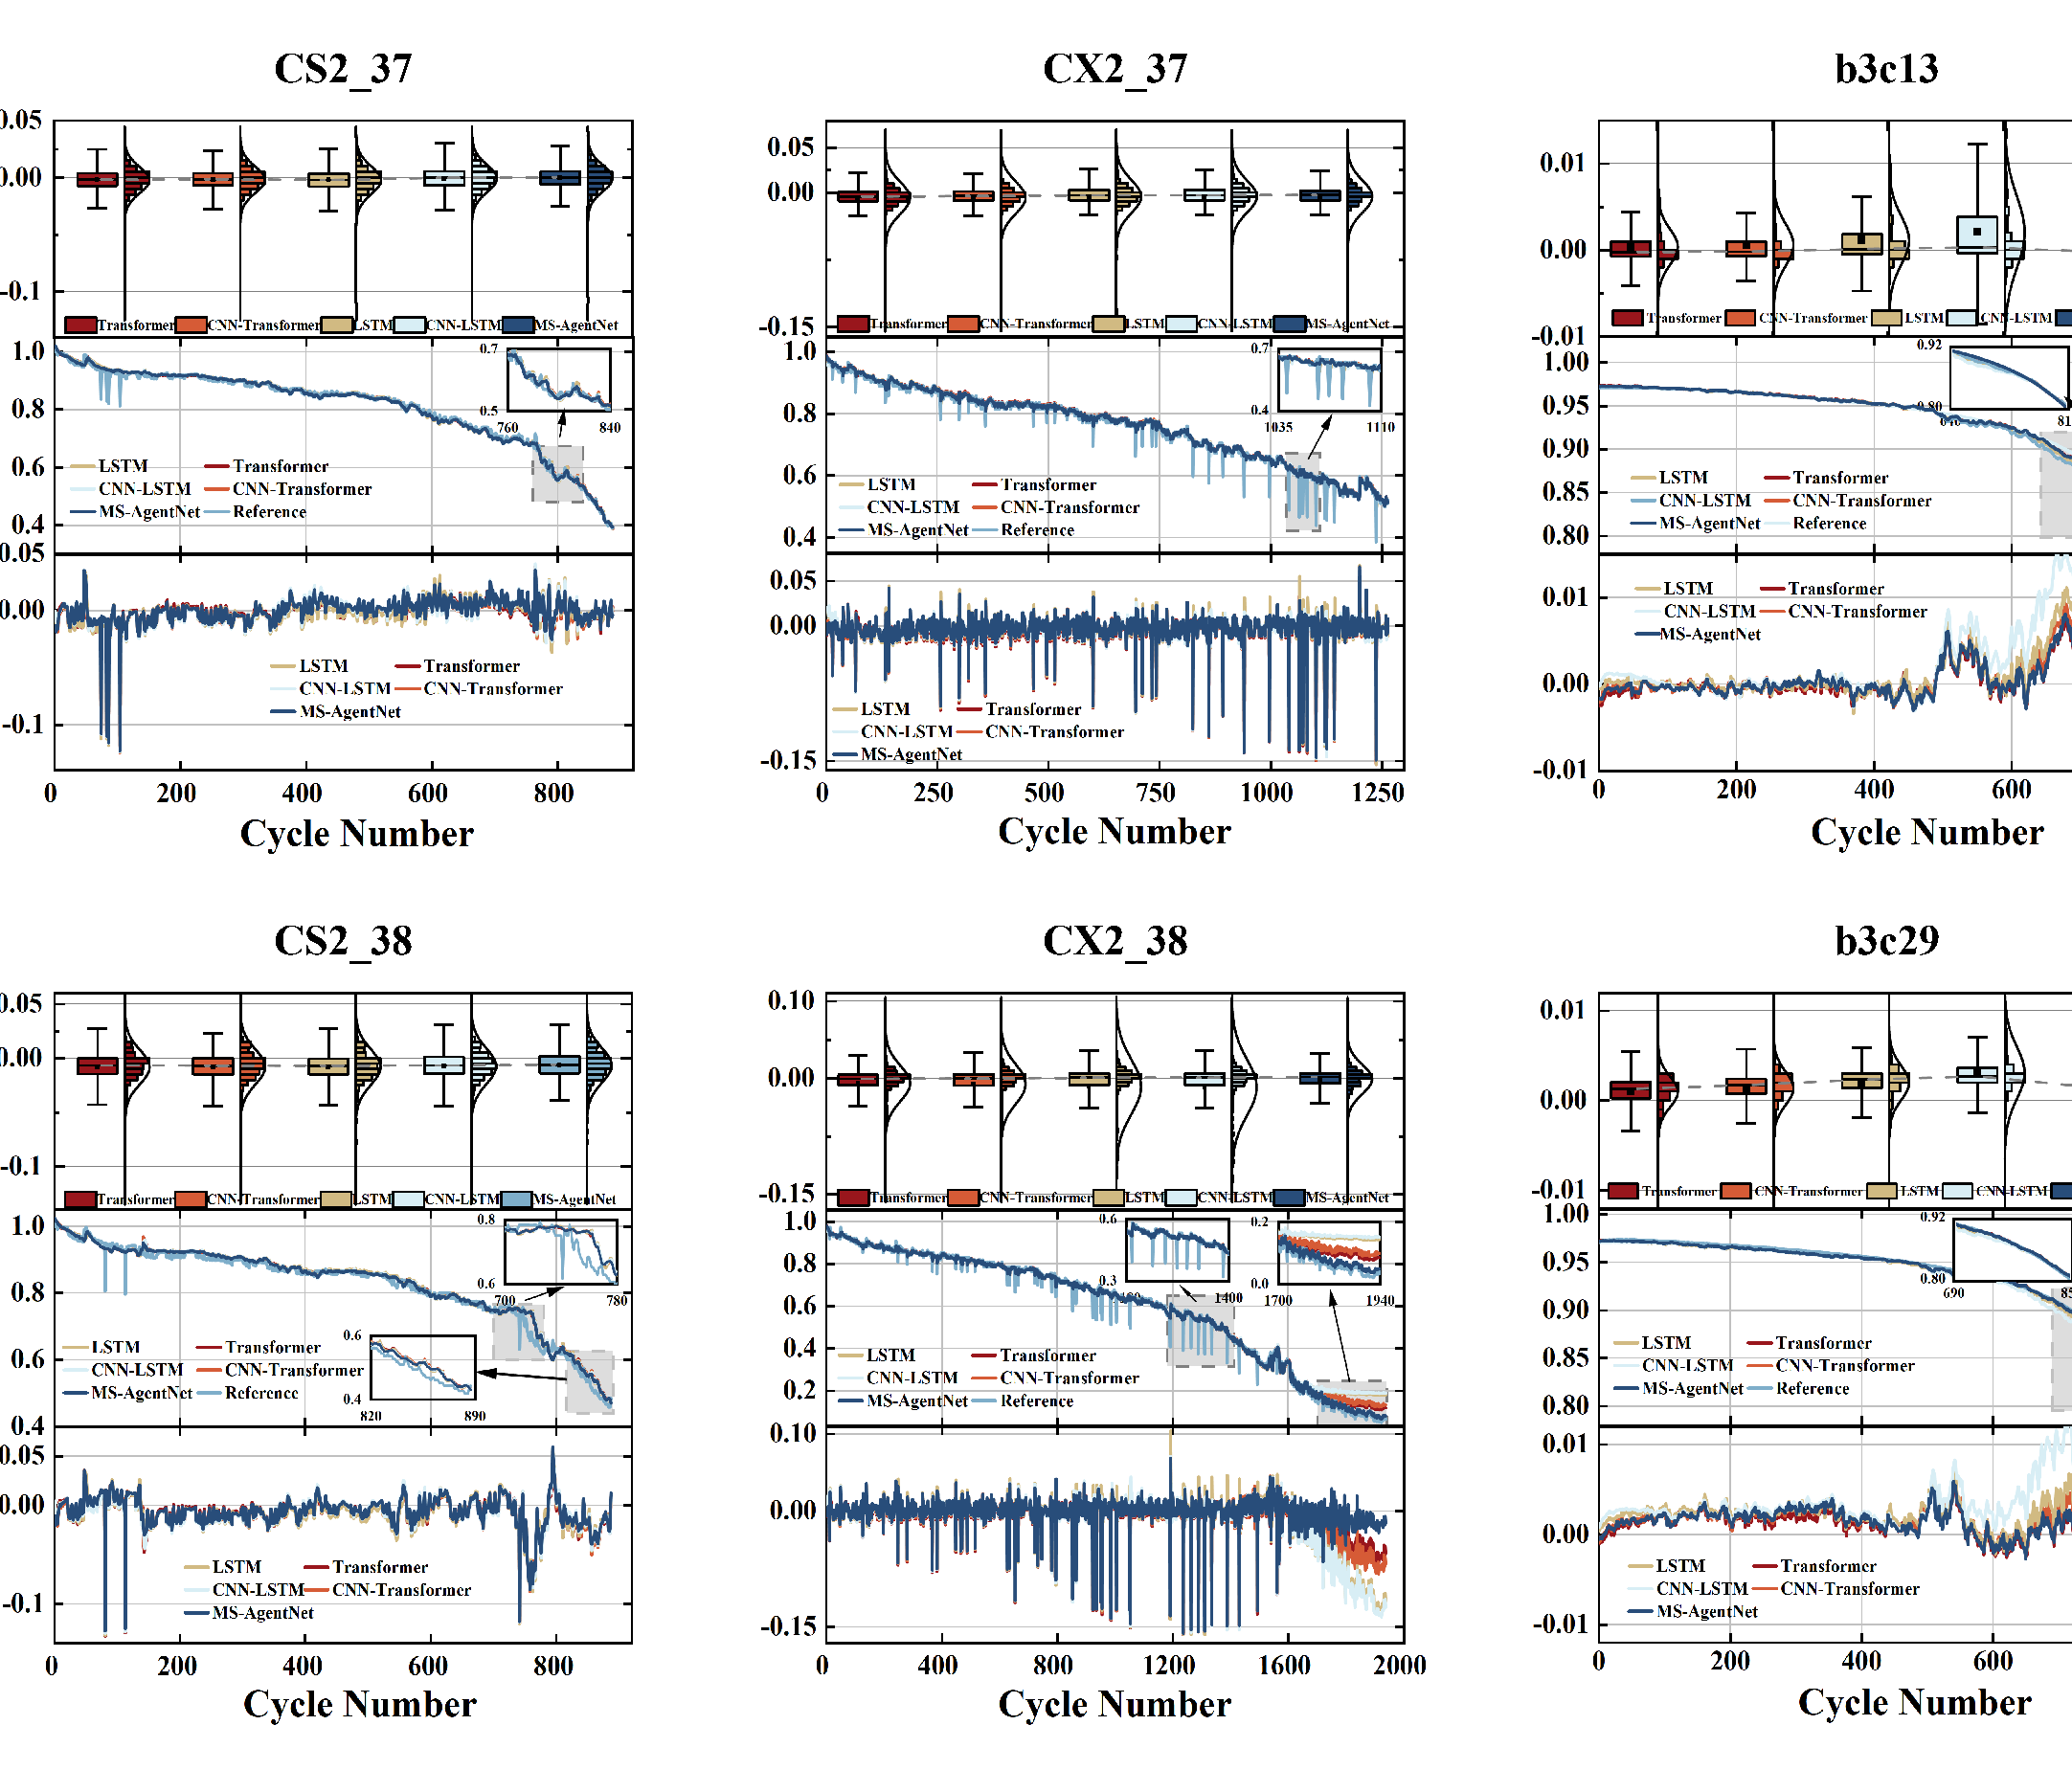 CS2_37
0.05
0.00
-0.1
Transformer CNN-Transformer LSTM CNN-LSTM MS-AgentNet
1.0
0.8
0.6
0.4
0.7
0.5
760 840
LSTM Transformer
CNN-LSTM CNN-Transformer
MS-AgentNet Reference
0.05
0.00
-0.1
LSTM Transformer
CNN-LSTM CNN-Transformer
MS-AgentNet
0 200 400 600 800
Cycle Number
CX2_37
0.05
0.00
-0.15
Transformer CNN-Transformer LSTM CNN-LSTM MS-AgentNet
1.0
0.8
0.6
0.4
0.7
0.4
1035 1110
LSTM Transformer
CNN-LSTM CNN-Transformer
MS-AgentNet Reference
0.05
0.00
-0.15
LSTM Transformer
CNN-LSTM CNN-Transformer
MS-AgentNet
0 250 500 750 1000 1250
Cycle Number
b3c13
0.01
0.00
-0.01
Transformer CNN-Transformer LSTM CNN-LSTM
1.00
0.95
0.90
0.85
0.80
0.92
0.80
LSTM Transformer
CNN-LSTM CNN-Transformer
MS-AgentNet Reference
0.01
0.00
-0.01
LSTM Transformer
CNN-LSTM CNN-Transformer
MS-AgentNet
0 200 400 600
Cycle Number
CS2_38
0.05
0.00
-0.1
Transformer CNN-Transformer LSTM CNN-LSTM MS-AgentNet
1.0
0.8
0.6
0.4
0.8
0.6
700 780
0.6
0.4
820 890
LSTM Transformer
CNN-LSTM CNN-Transformer
MS-AgentNet Reference
0.05
0.00
-0.1
LSTM Transformer
CNN-LSTM CNN-Transformer
MS-AgentNet
0 200 400 600 800
Cycle Number
CX2_38
0.10
0.00
-0.15
Transformer CNN-Transformer LSTM CNN-LSTM MS-AgentNet
1.0
0.8
0.6
0.4
0.2
0.6
0.3
1400
0.2
0.0
1700 1940
LSTM Transformer
CNN-LSTM CNN-Transformer
MS-AgentNet Reference
0.10
0.00
-0.15
LSTM Transformer
CNN-LSTM CNN-Transformer
MS-AgentNet
0 400 800 1200 1600 2000
Cycle Number
b3c29
0.01
0.00
-0.01
Transformer CNN-Transformer LSTM CNN-LSTM
1.00
0.95
0.90
0.85
0.80
0.92
0.80
690
LSTM Transformer
CNN-LSTM CNN-Transformer
MS-AgentNet Reference
0.01
0.00
-0.01
LSTM Transformer
CNN-LSTM CNN-Transformer
MS-AgentNet
0 200 400 600
Cycle Number